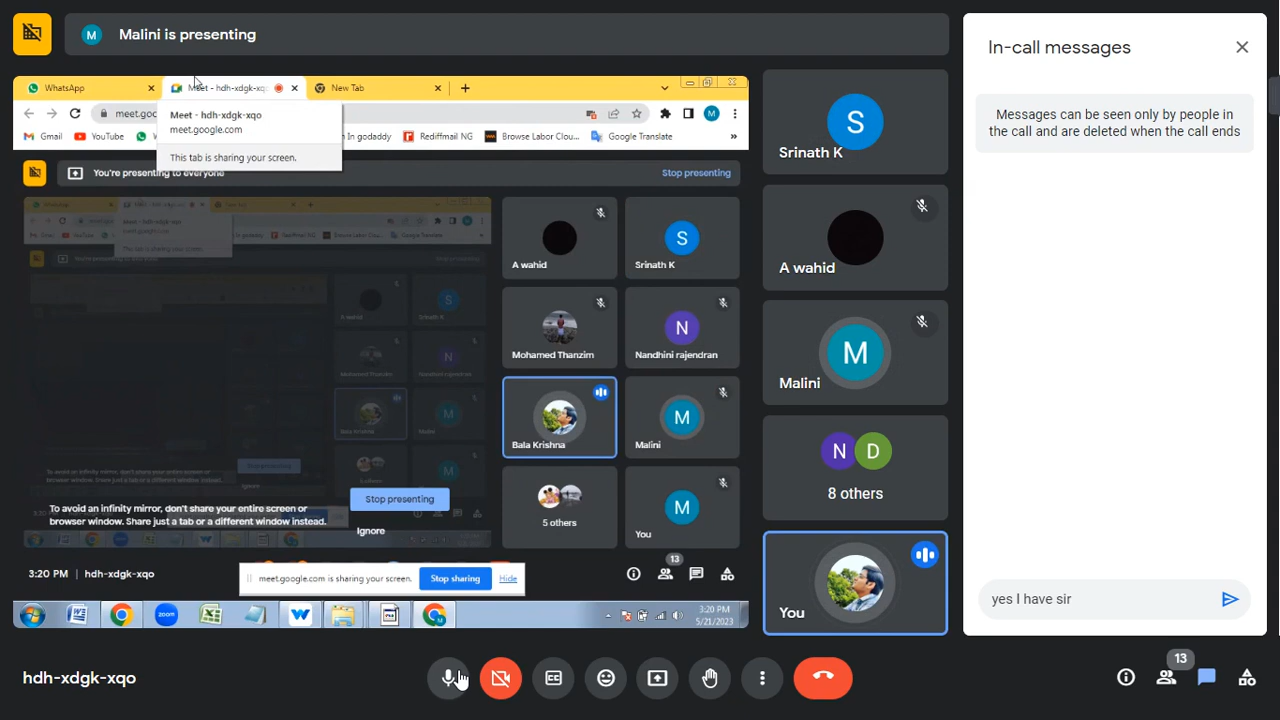 Malini is presenting
WhatsApp
Meet - hdh-xdgk-xqo
New Tab
Meet - hdh-xdgk-xqo
meet.google.com
This tab is sharing your screen.
meet.goo
Gmail
YouTube
W
n in godaddy
Rediffmail NG
Browse Labor Clou...
Google Translate
»
M
You're presenting to everyone
Stop presenting
A wahid
S
Srinath K
Mohamed Thanzim
N
Nandhini rajendran
Bala Krishna
M
Malini
5 others
M
You
Stop presenting
To avoid an infinity mirror, don't share your entire screen or
browser window. Share just a tab or a different window instead.
Ignore
3:20 PM | hdh-xdgk-xqo
meet.google.com is sharing your screen.
Stop sharing
Hide
13
zoom
3:20 PM
5/21/2023
S
Srinath K
A wahid
M
Malini
N D
8 others
You
In-call messages
Messages can be seen only by people in
the call and are deleted when the call ends
yes I have sir
hdh-xdgk-xqo
13